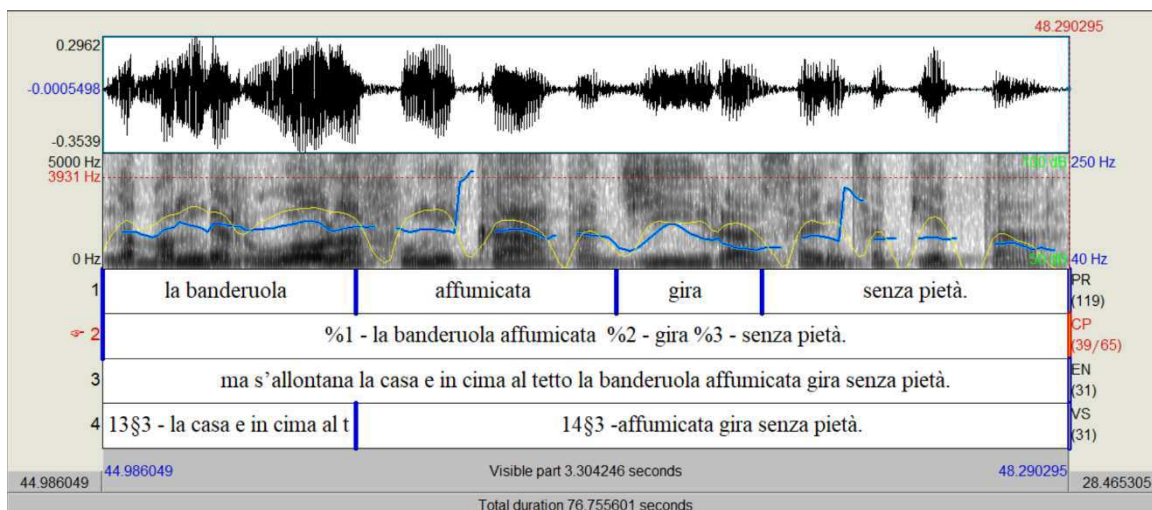 48.290295
0.2962
-0.0005498
-0.3539
5000 Hz 250 Hz
3931 Hz
0 Hz 40 Hz
1 la banderuola affumicata gira senza pietà. PR (119)
2 %1 - la banderuola affumicata %2 - gira %3 - senza pietà. CP (39/65)
3 ma s’allontana la casa e in cima al tetto la banderuola affumicata gira senza pietà. EN (31)
4 13§3 - la casa e in cima al t 14§3 -affumicata gira senza pietà. VS (31)
44.986049 Visible part 3.304246 seconds 48.290295
44.986049 28.465305
Total duration 76.755601 seconds